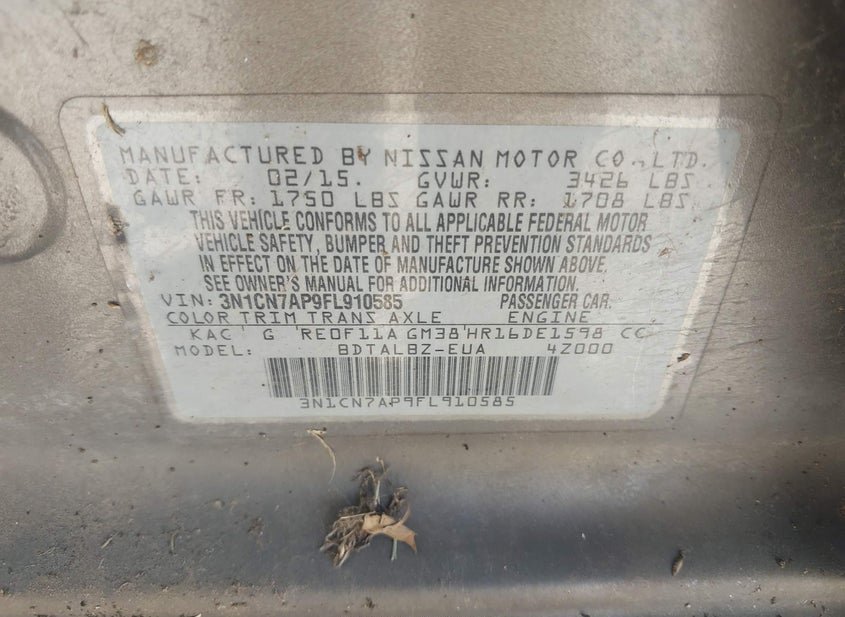 MANUFACTURED BY NISSAN MOTOR CO., LTD.
DATE: 02/15. GVWR: 3426 LBS
GAWR FR: 1750 LBS GAWR RR: 1708 LBS
THIS VEHICLE CONFORMS TO ALL APPLICABLE FEDERAL MOTOR
VEHICLE SAFETY, BUMPER AND THEFT PREVENTION STANDARDS
IN EFFECT ON THE DATE OF MANUFACTURE SHOWN ABOVE.
SEE OWNER'S MANUAL FOR ADDITIONAL INFORMATION.
VIN: 3N1CN7AP9FL910585 PASSENGER CAR
COLOR TRIM TRANS AXLE ENGINE
KAC G RE0F11A GM38 HR16DE1598 CC
MODEL: BDTALBZ-EUA 4Z000
3N1CN7AP9FL910585